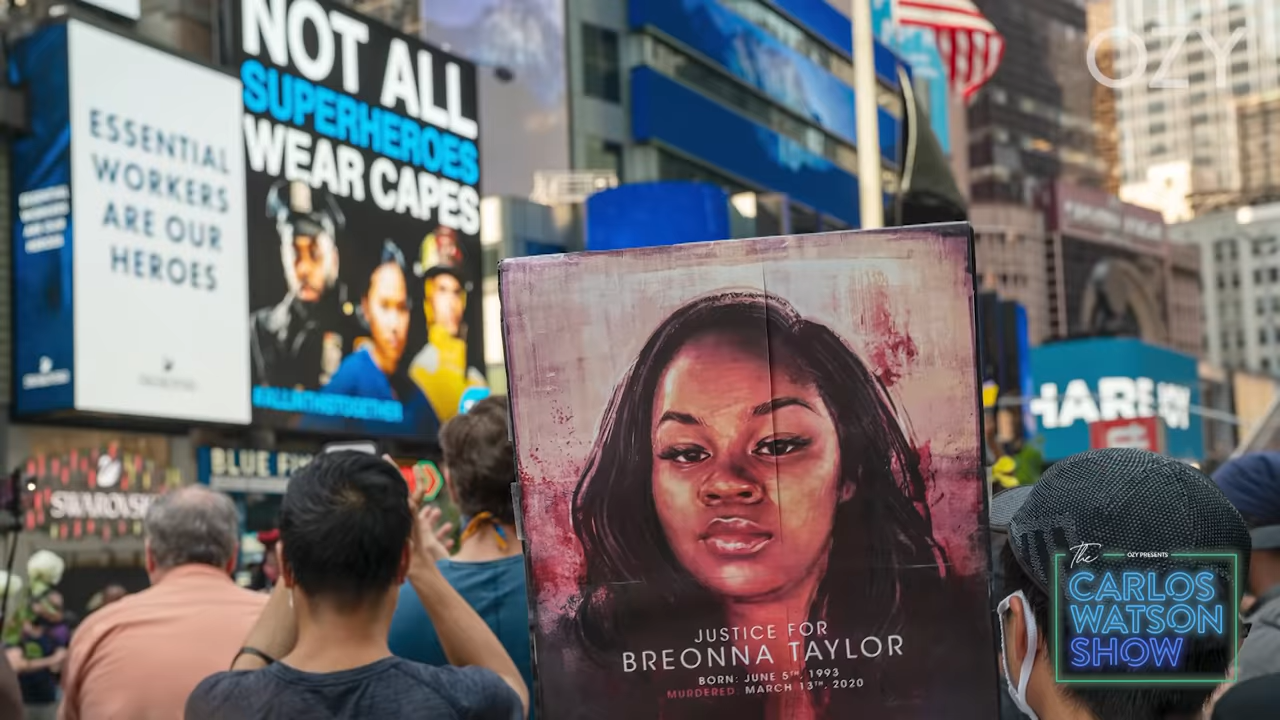 OZY
NOT ALL
SUPERHEROES
WEAR CAPES
ESSENTIAL
WORKERS
ARE OUR
HEROES
BLUE
SWAROVSKI
JUSTICE FOR
BREONNA TAYLOR
BORN: JUNE 5TH, 1993
MURDERED: MARCH 13TH, 2020
The
OZY PRESENTS
CARLOS
WATSON
SHOW